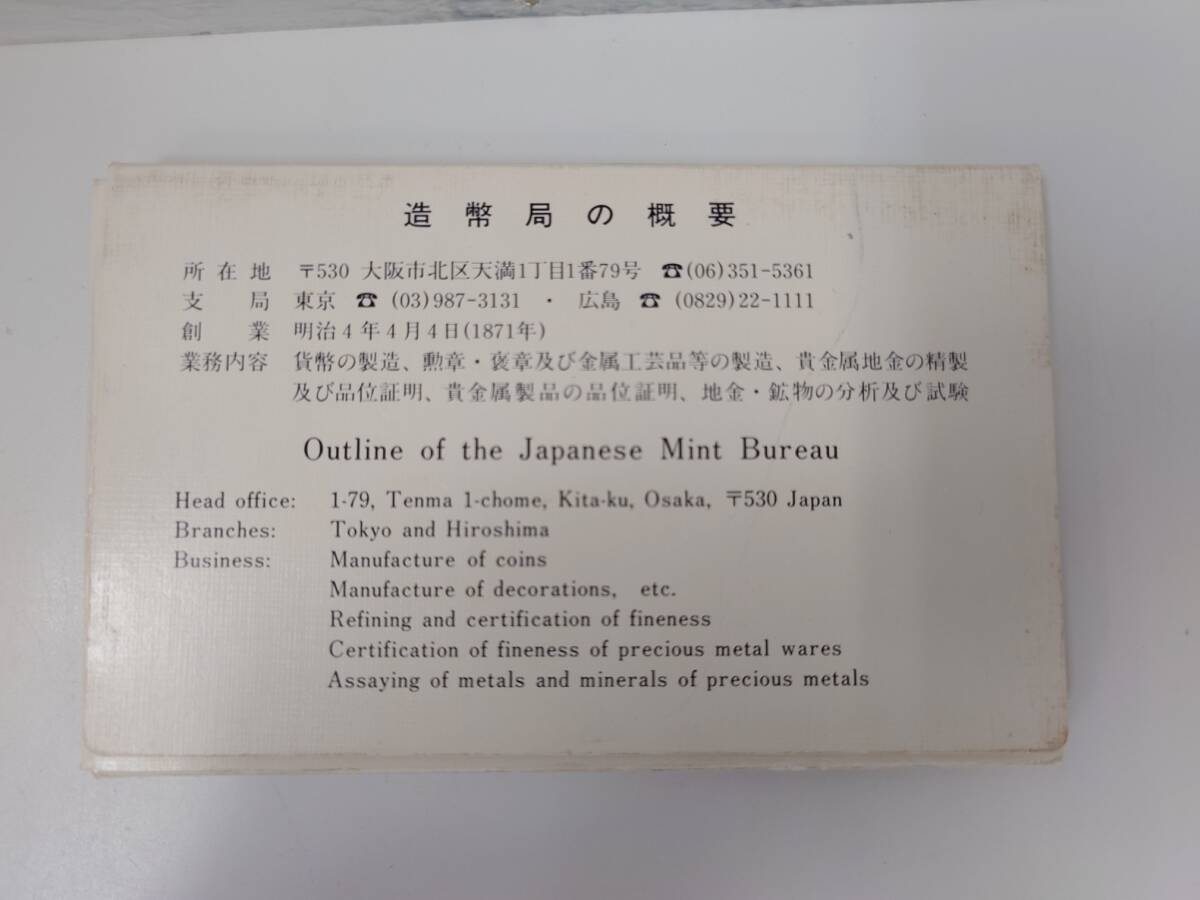 造幣局の概要
所在地 〒530 大阪市北区天満1丁目1番79号 ☎(06)351-5361
支局 東京 ☎ (03)987-3131 ・ 広島 ☎ (0829)22-1111
創業 明治4年4月4日(1871年)
業務内容 貨幣の製造、勲章・褒章及び金属工芸品等の製造、貴金属地金の精製
及び品位証明、貴金属製品の品位証明、地金・鉱物の分析及び試験
Outline of the Japanese Mint Bureau
Head office: 1-79, Tenma 1-chome, Kita-ku, Osaka, 〒530 Japan
Branches: Tokyo and Hiroshima
Business: Manufacture of coins
Manufacture of decorations, etc.
Refining and certification of fineness
Certification of fineness of precious metal wares
Assaying of metals and minerals of precious metals